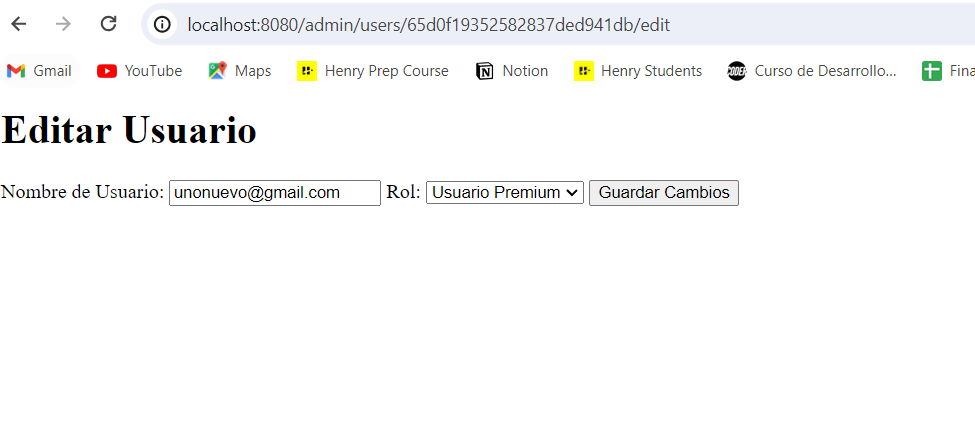 localhost:8080/admin/users/65d0f19352582837ded941db/edit
Gmail YouTube Maps Henry Prep Course Notion Henry Students Curso de Desarrollo... Fina
Editar Usuario
Nombre de Usuario: unonuevo@gmail.com Rol: Usuario Premium Guardar Cambios